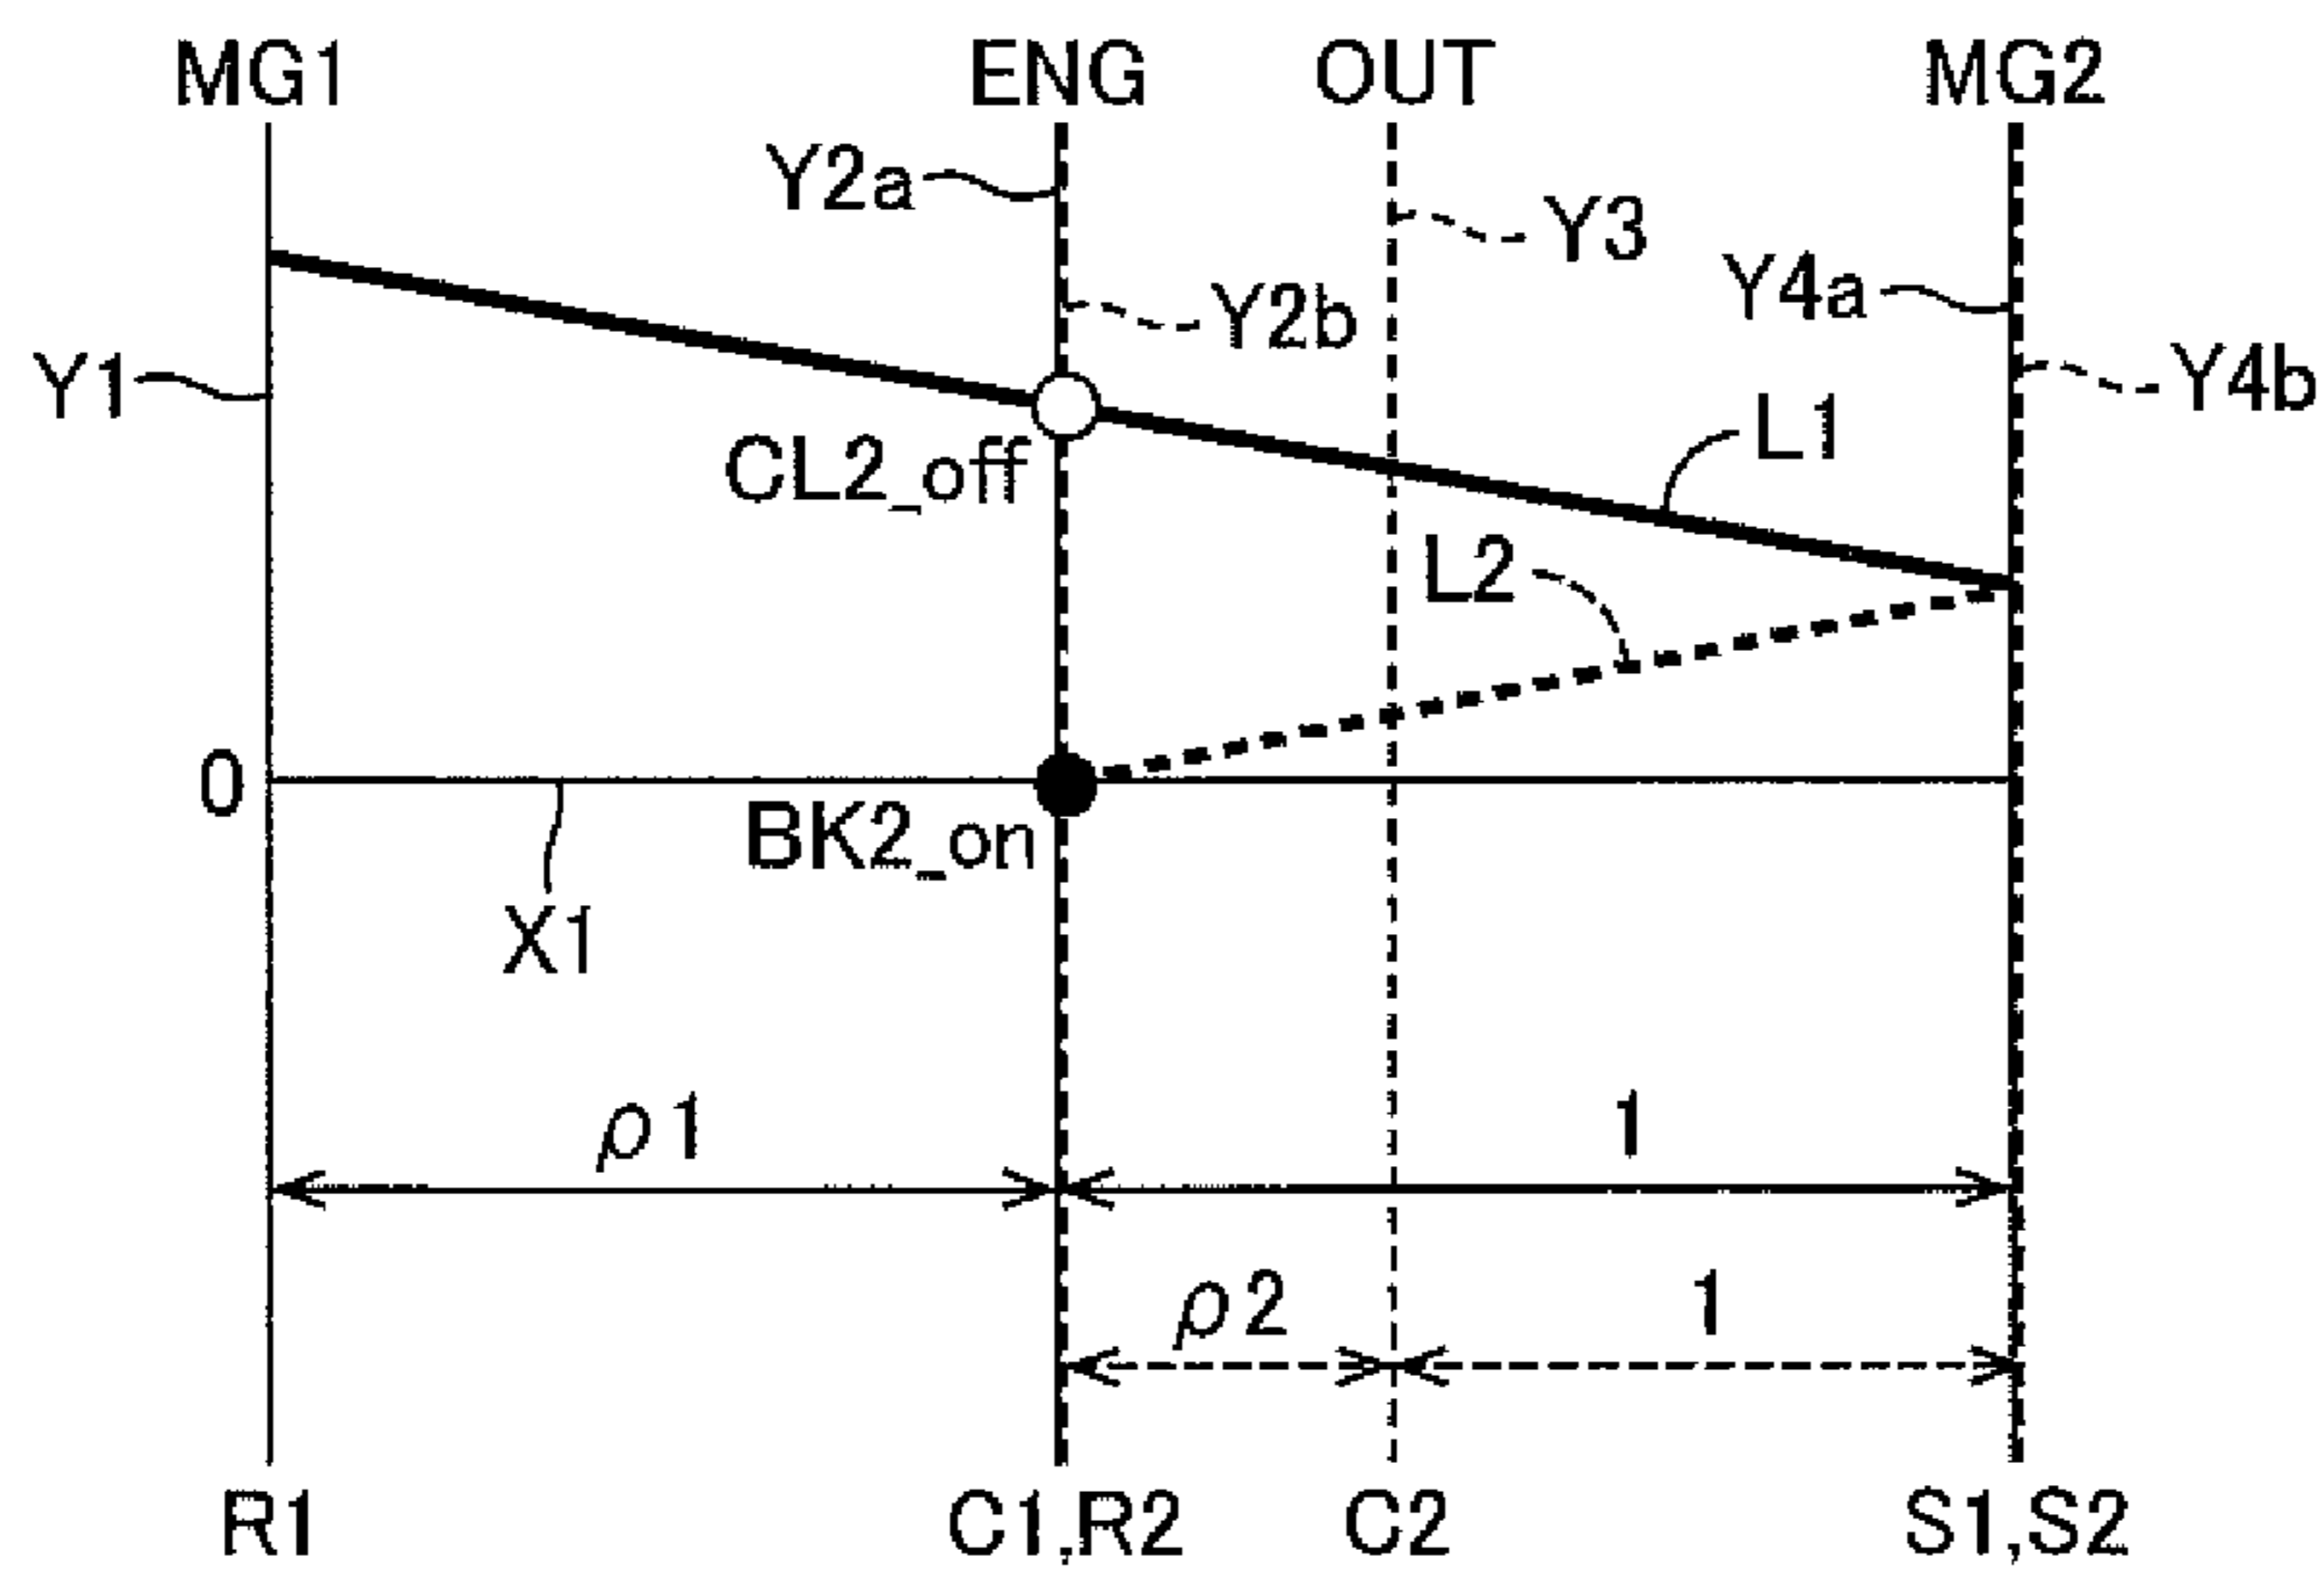 MG1 ENG OUT MG2
Y2a
Y3
Y4a
Y2b
Y1
Y4b
L1
CL2_off
L2
0
BK2_on
X1
ρ1 1
ρ2 1
R1 C1,R2 C2 S1,S2